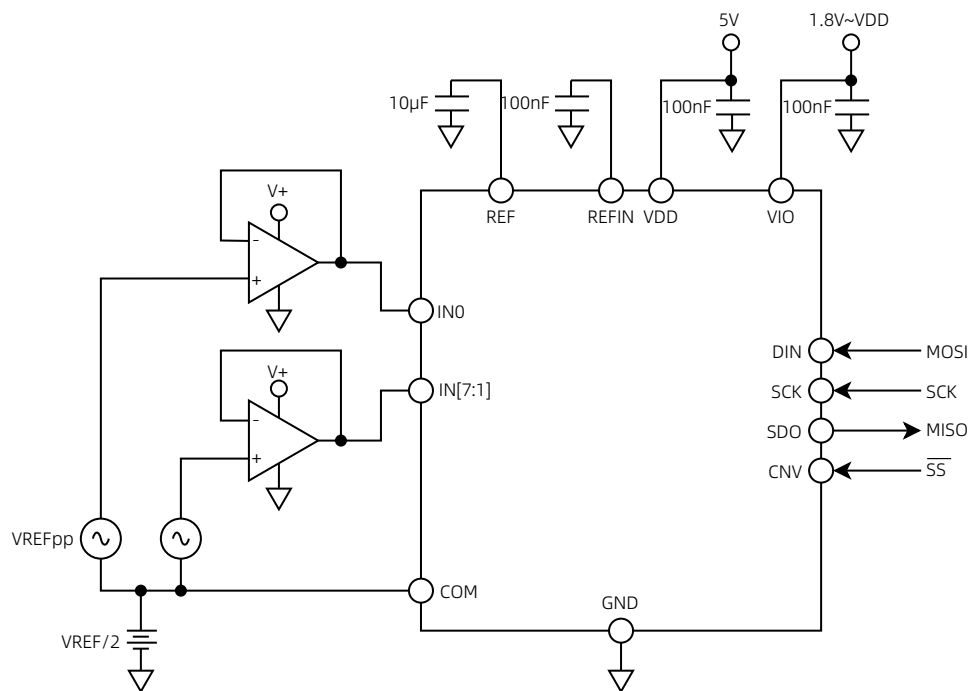 5V
1.8V~VDD
10µF
100nF
100nF
100nF
REF
REFIN
VDD
VIO
V+
-
+
IN0
V+
-
+
IN[7:1]
DIN
MOSI
SCK
SCK
SDO
MISO
CNV
SS
VREFpp
COM
GND
VREF/2